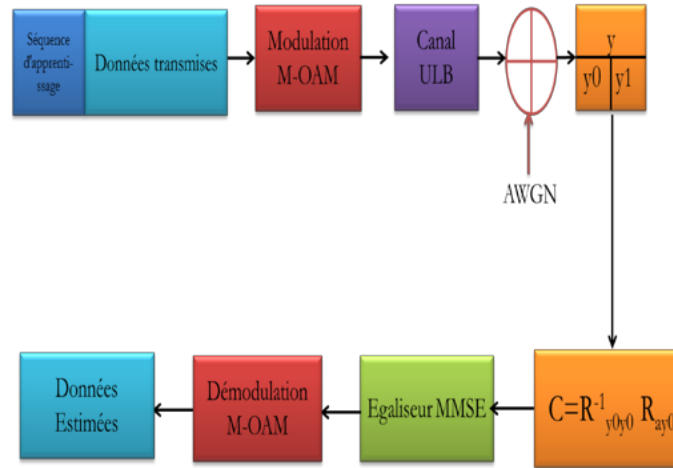 Séquence
d'apprenti-
ssage
Données transmises
Modulation
M-OAM
Canal
ULB
y
y0 y1
AWGN
Données
Estimées
Démodulation
M-OAM
Egaliseur MMSE
C=R⁻¹y0y0 Ray0